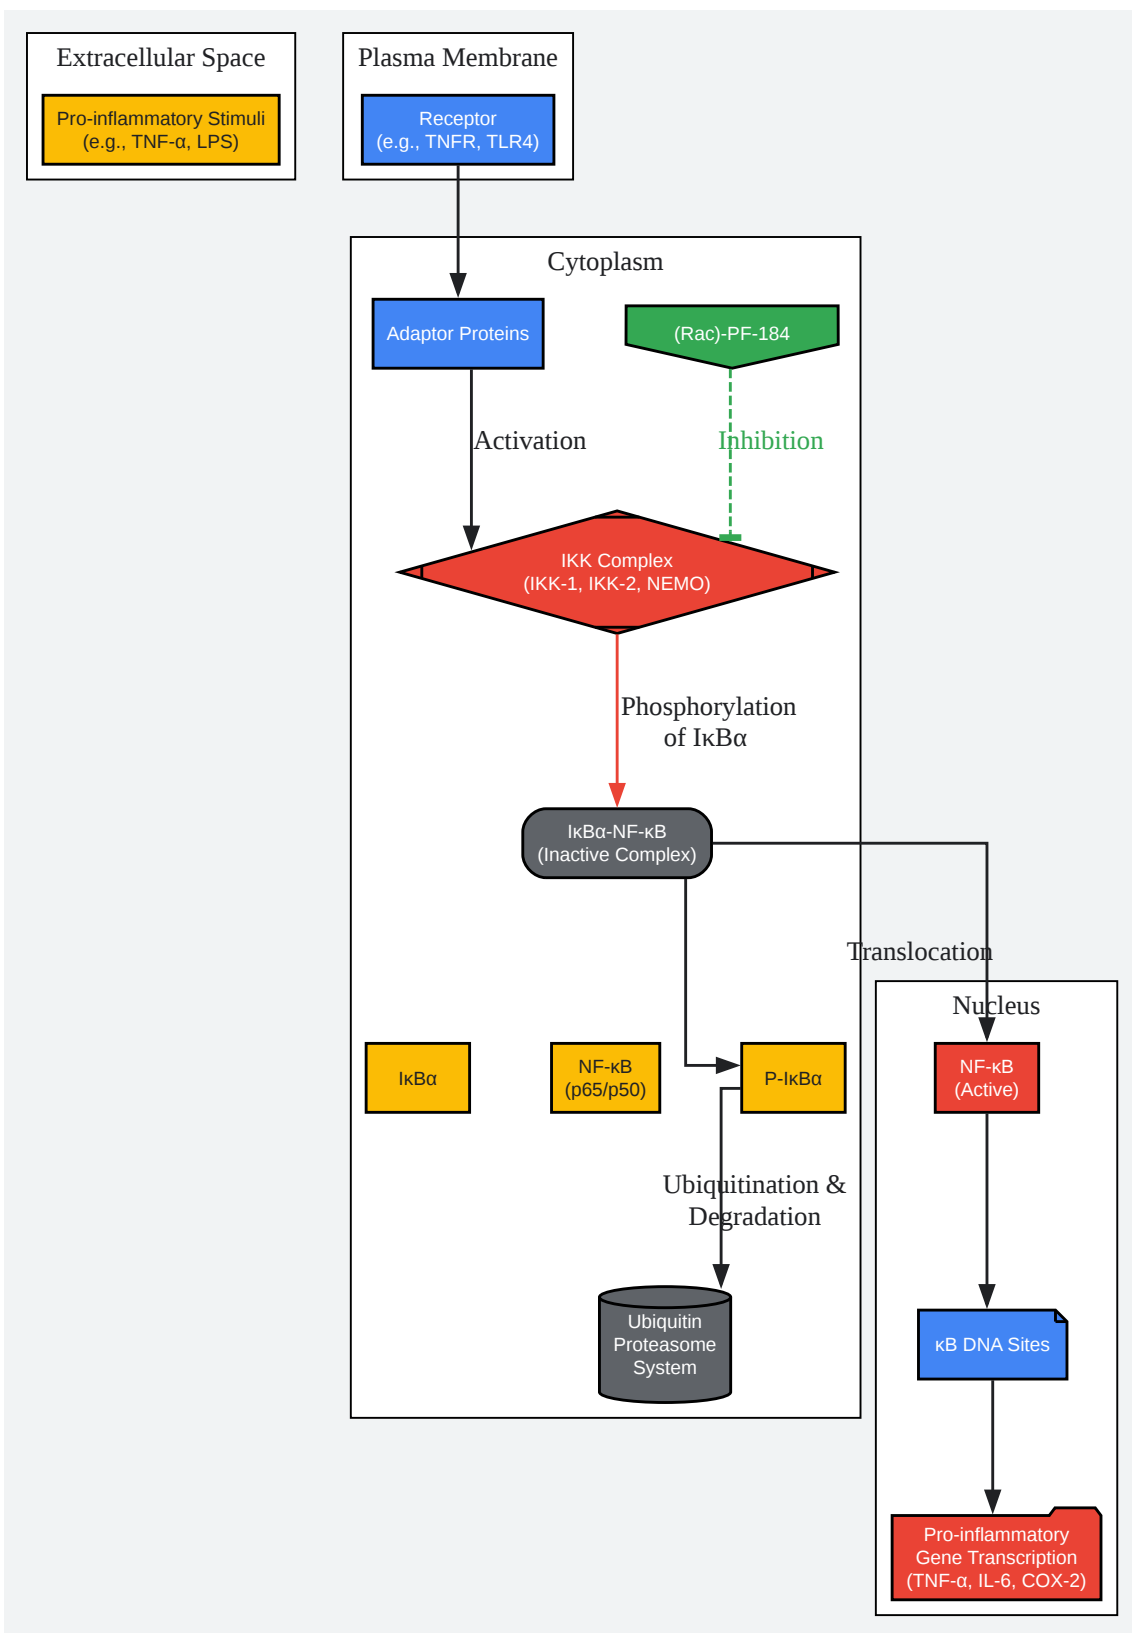 Extracellular Space
Pro-inflammatory Stimuli
(e.g., TNF-α, LPS)
Plasma Membrane
Receptor
(e.g., TNFR, TLR4)
Cytoplasm
Adaptor Proteins
(Rac)-PF-184
Activation
Inhibition
IKK Complex
(IKK-1, IKK-2, NEMO)
Phosphorylation
of IκBα
IκBα-NF-κB
(Inactive Complex)
Translocation
Nucleus
IκBα
NF-κB
(p65/p50)
P-IκBα
NF-κB
(Active)
Ubiquitination &
Degradation
Ubiquitin
Proteasome
System
κB DNA Sites
Pro-inflammatory
Gene Transcription
(TNF-α, IL-6, COX-2)